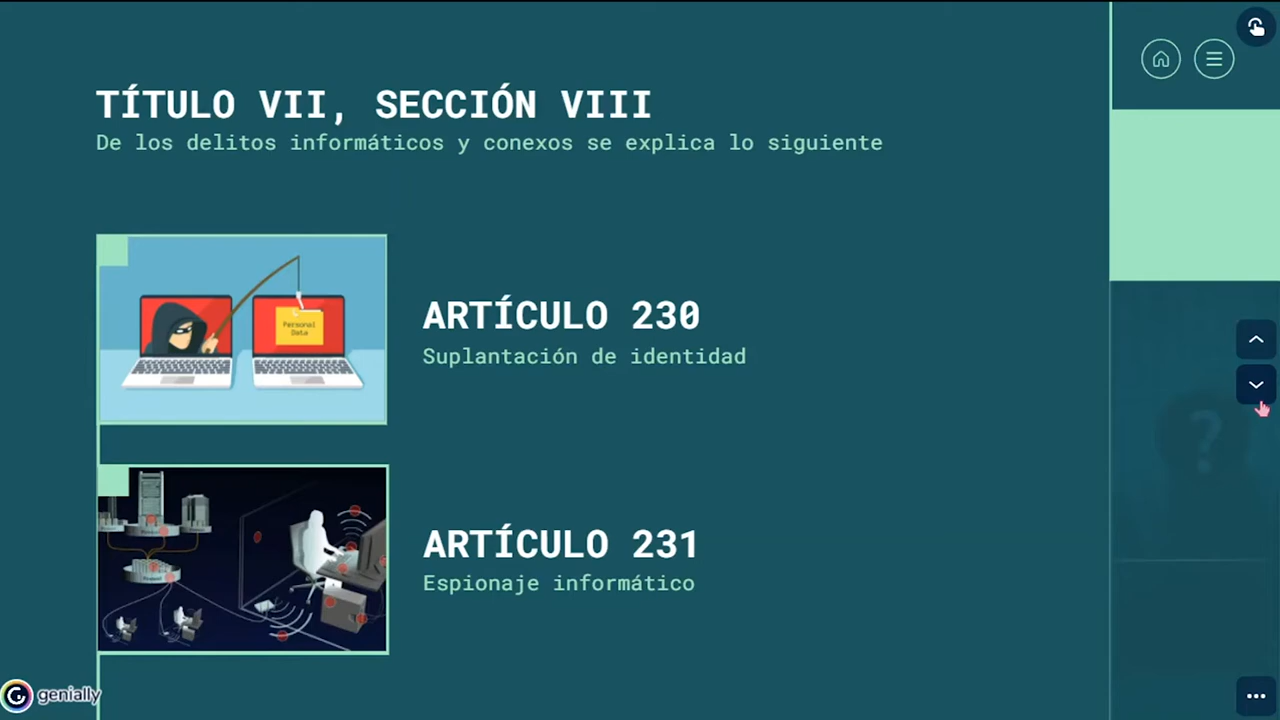 TÍTULO VII, SECCIÓN VIII
De los delitos informáticos y conexos se explica lo siguiente
Personal
Data
ARTÍCULO 230
Suplantación de identidad
ARTÍCULO 231
Espionaje informático
genially
?